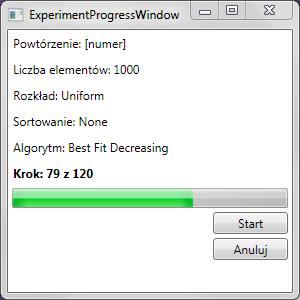 ExperimentProgressWindow
Powtórzenie: [numer]
Liczba elementów: 1000
Rozkład: Uniform
Sortowanie: None
Algorytm: Best Fit Decreasing
Krok: 79 z 120
Start
Anuluj